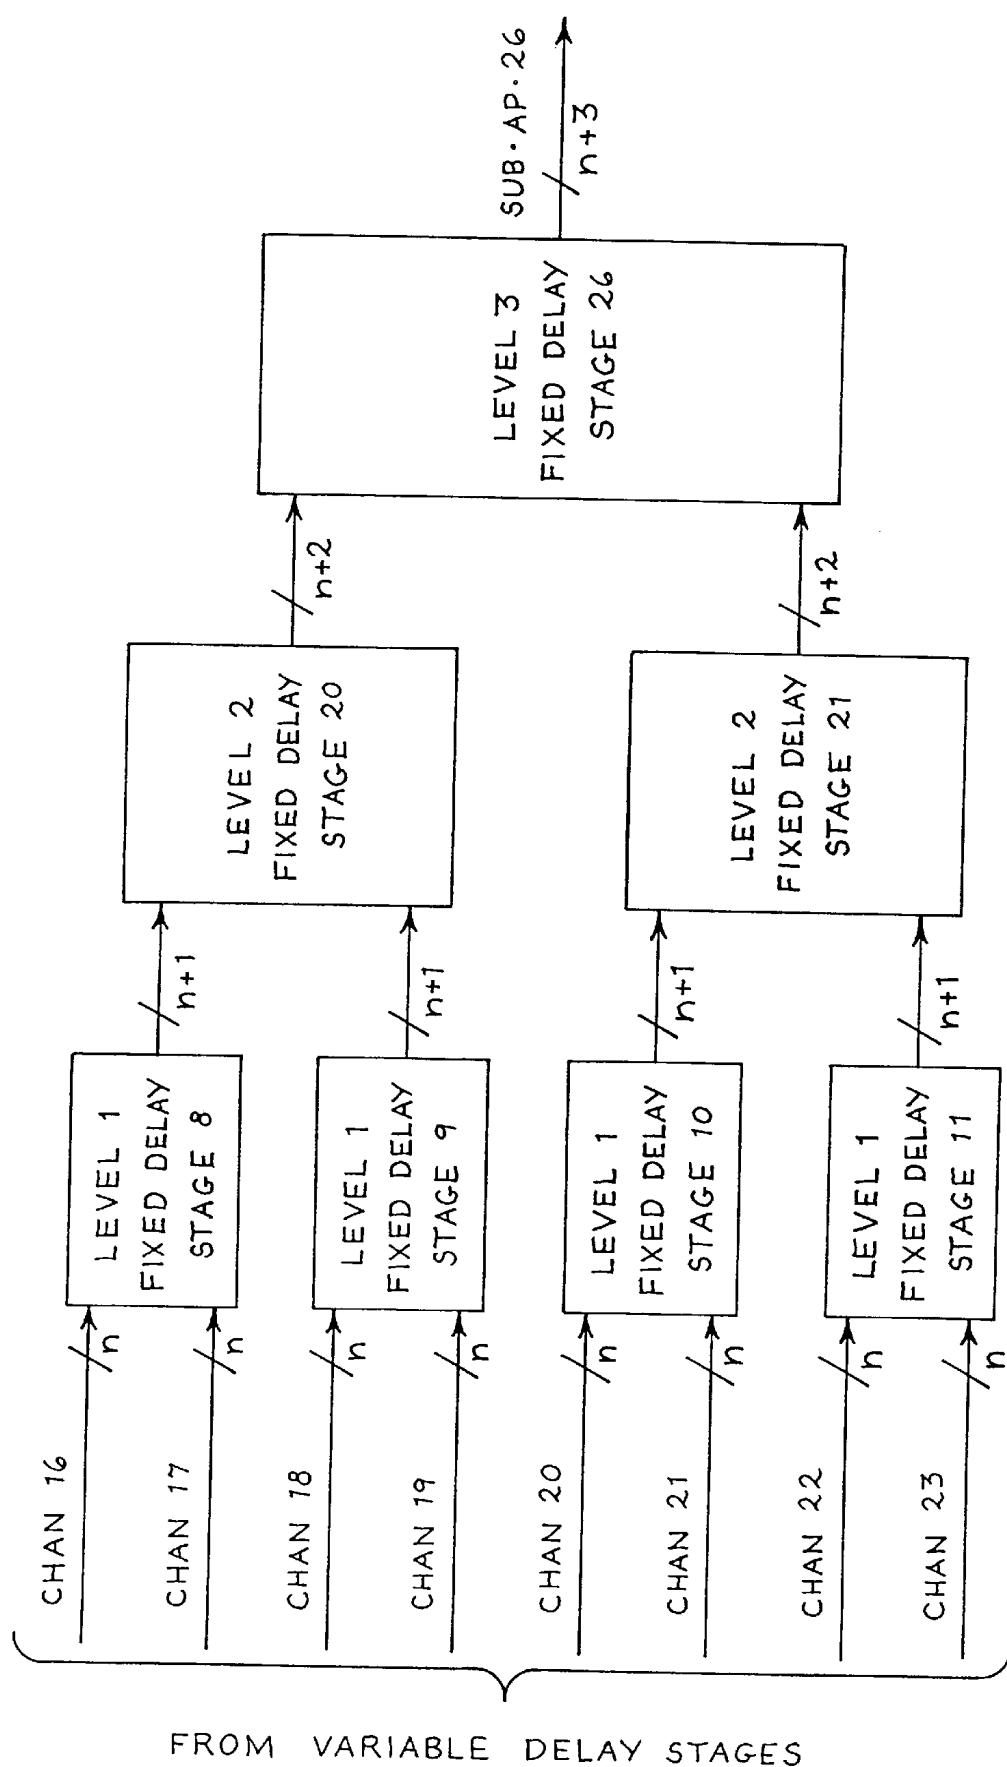 CHAN 16
n
CHAN 17
n
LEVEL 1
FIXED DELAY
STAGE 8
n+1
CHAN 18
n
CHAN 19
n
LEVEL 1
FIXED DELAY
STAGE 9
n+1
CHAN 20
n
CHAN 21
n
LEVEL 1
FIXED DELAY
STAGE 10
n+1
CHAN 22
n
CHAN 23
n
LEVEL 1
FIXED DELAY
STAGE 11
n+1
LEVEL 2
FIXED DELAY
STAGE 20
n+2
LEVEL 2
FIXED DELAY
STAGE 21
n+2
LEVEL 3
FIXED DELAY
STAGE 26
SUB·AP·26
n+3
FROM VARIABLE DELAY STAGES